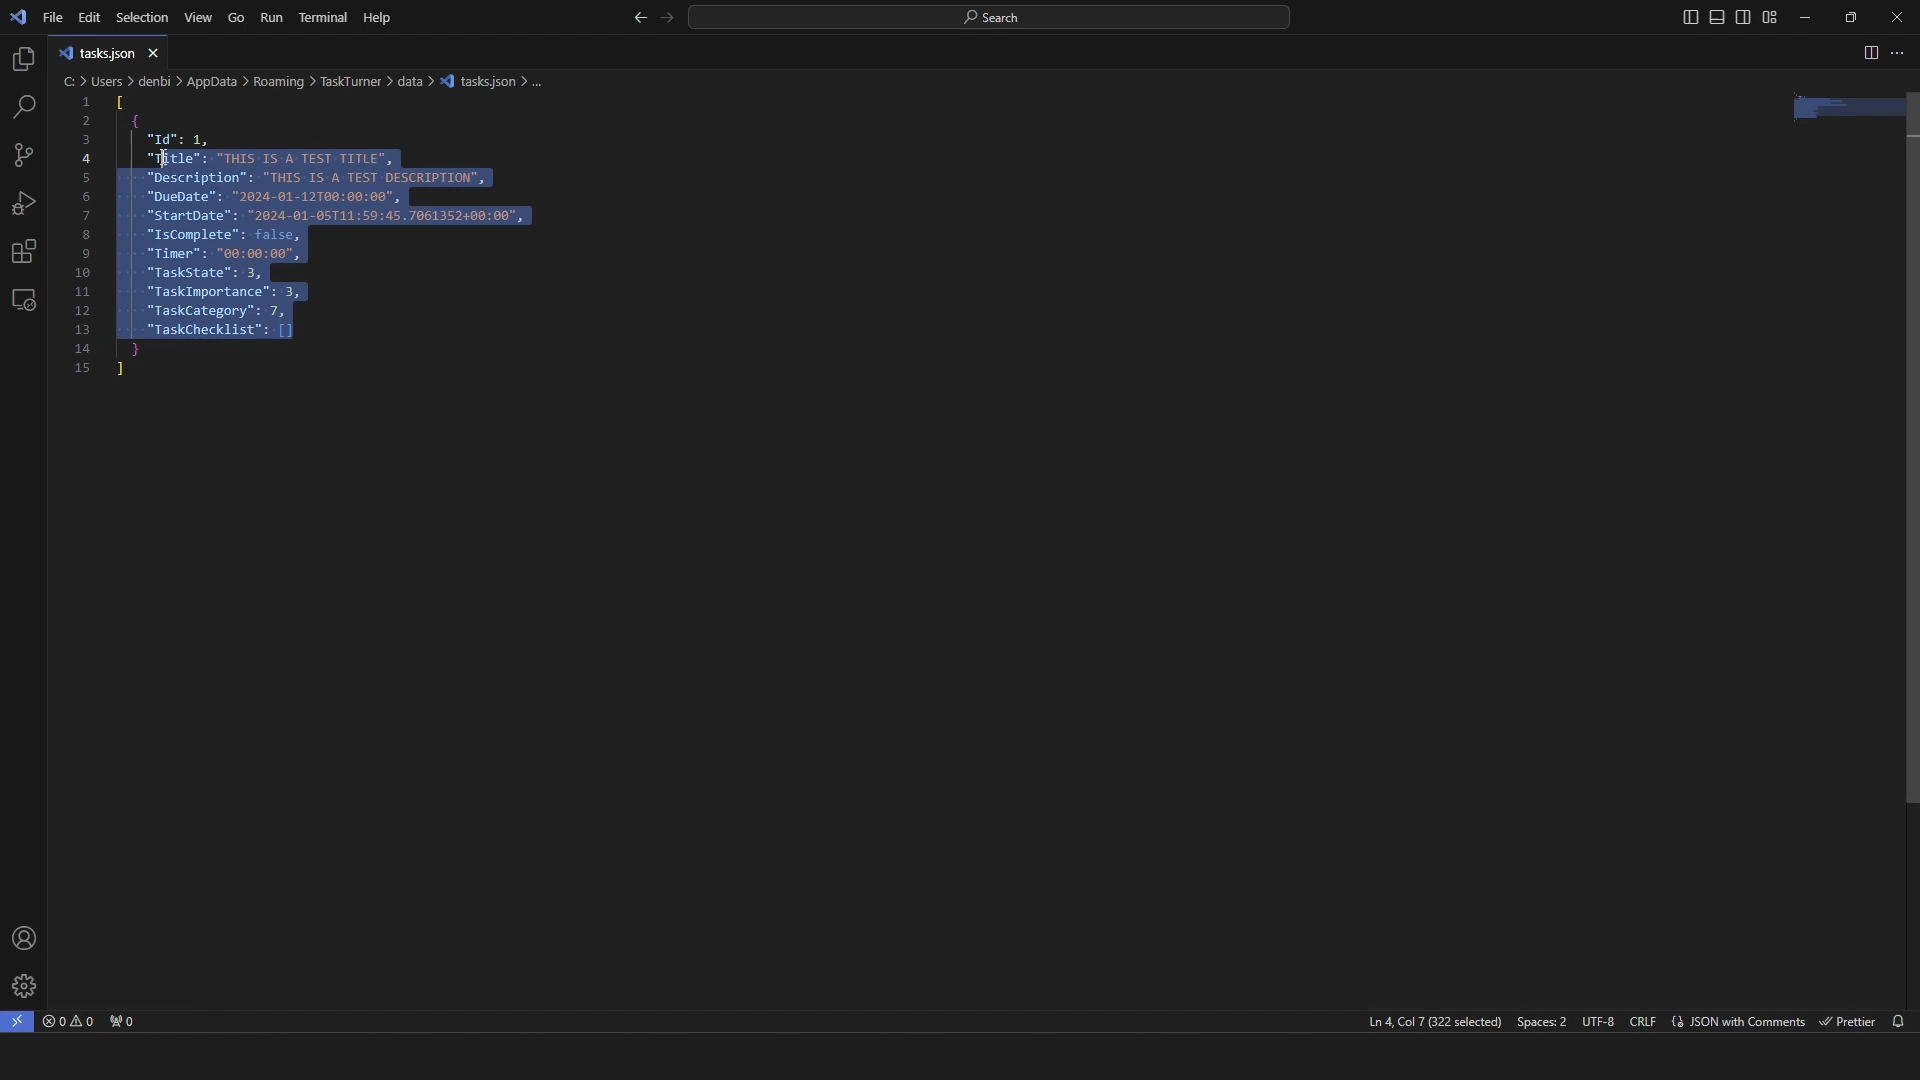 File Edit Selection View Go Run Terminal Help
Search
tasks.json
C: > Users > denbi > AppData > Roaming > TaskTurner > data > tasks.json > ...
1 [
2 {
3 "Id": 1,
4 "Title": "THIS IS A TEST TITLE",
5 "Description": "THIS IS A TEST DESCRIPTION",
6 "DueDate": "2024-01-12T00:00:00",
7 "StartDate": "2024-01-05T11:59:45.7061352+00:00",
8 "IsComplete": false,
9 "Timer": "00:00:00",
10 "TaskState": 3,
11 "TaskImportance": 3,
12 "TaskCategory": 7,
13 "TaskChecklist": []
14 }
15 ]
0 0 0 Ln 4, Col 7 (322 selected) Spaces: 2 UTF-8 CRLF {} JSON with Comments Prettier